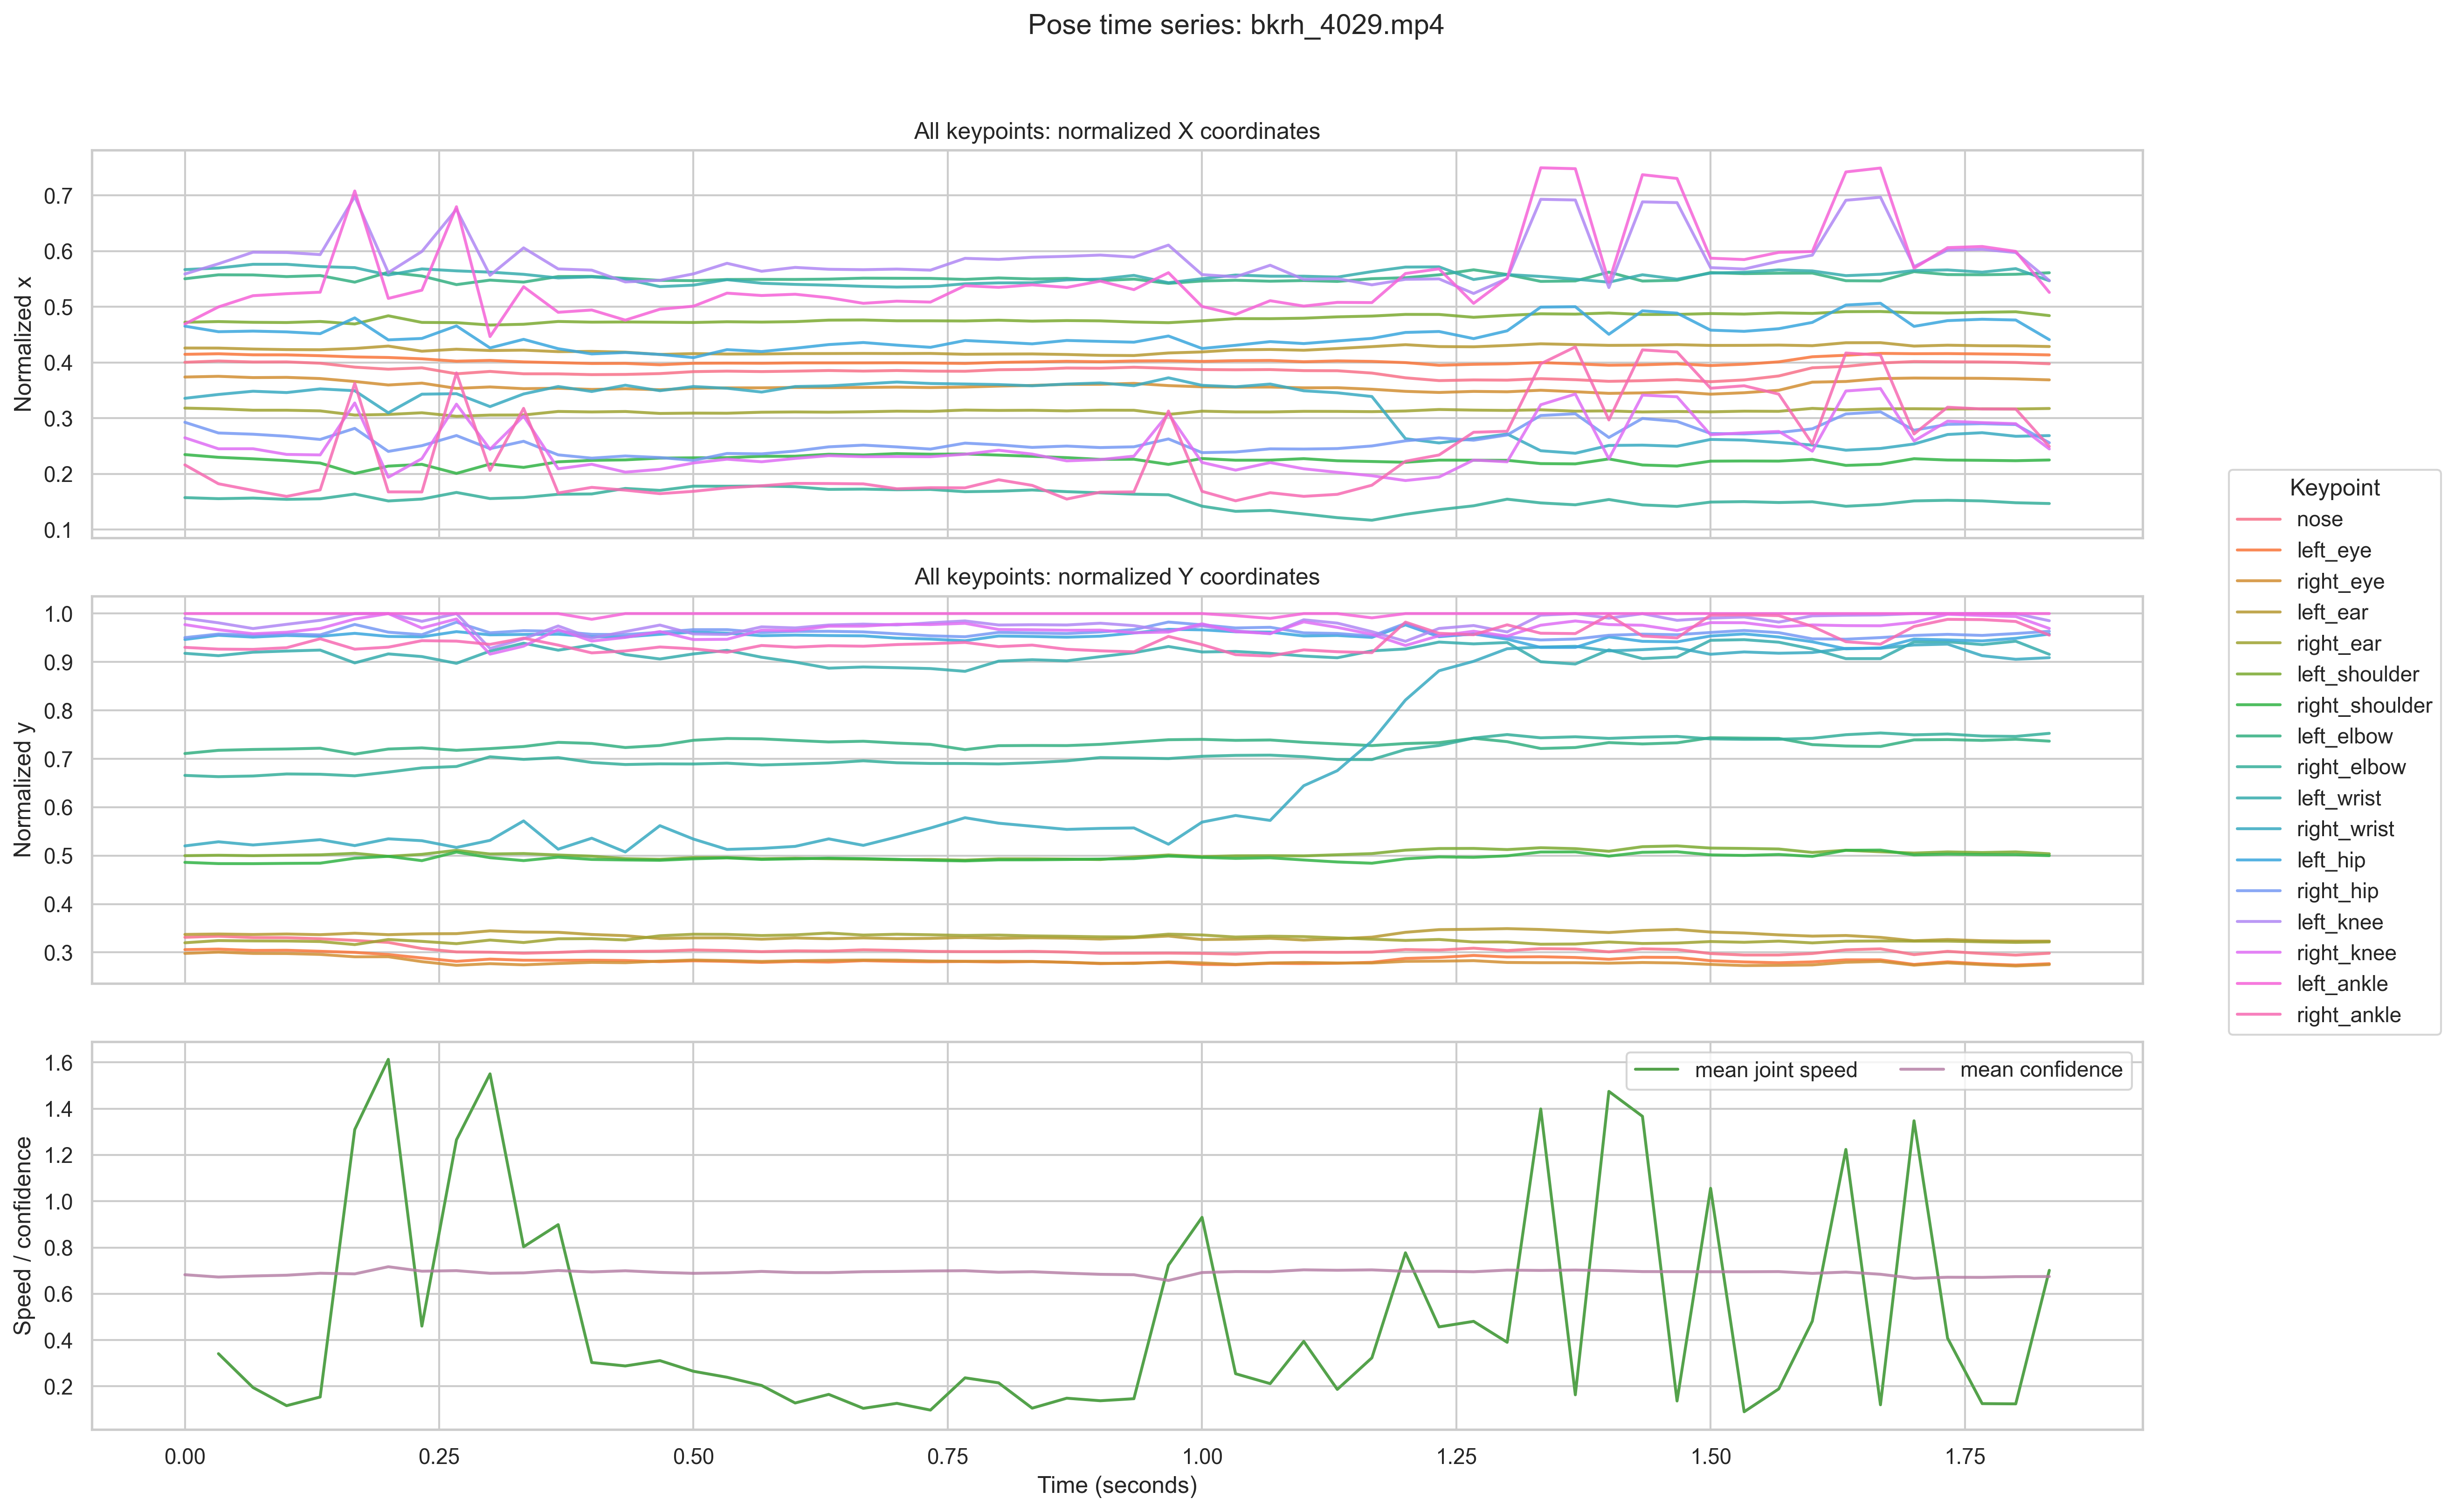 Pose time series: bkrh_4029.mp4
All keypoints: normalized X coordinates
Normalized x
0.7
0.6
0.5
0.4
0.3
0.2
0.1
All keypoints: normalized Y coordinates
Normalized y
1.0
0.9
0.8
0.7
0.6
0.5
0.4
0.3
Keypoint
nose
left_eye
right_eye
left_ear
right_ear
left_shoulder
right_shoulder
left_elbow
right_elbow
left_wrist
right_wrist
left_hip
right_hip
left_knee
right_knee
left_ankle
right_ankle
Speed / confidence
1.6
1.4
1.2
1.0
0.8
0.6
0.4
0.2
mean joint speed mean confidence
0.00 0.25 0.50 0.75 1.00 1.25 1.50 1.75
Time (seconds)